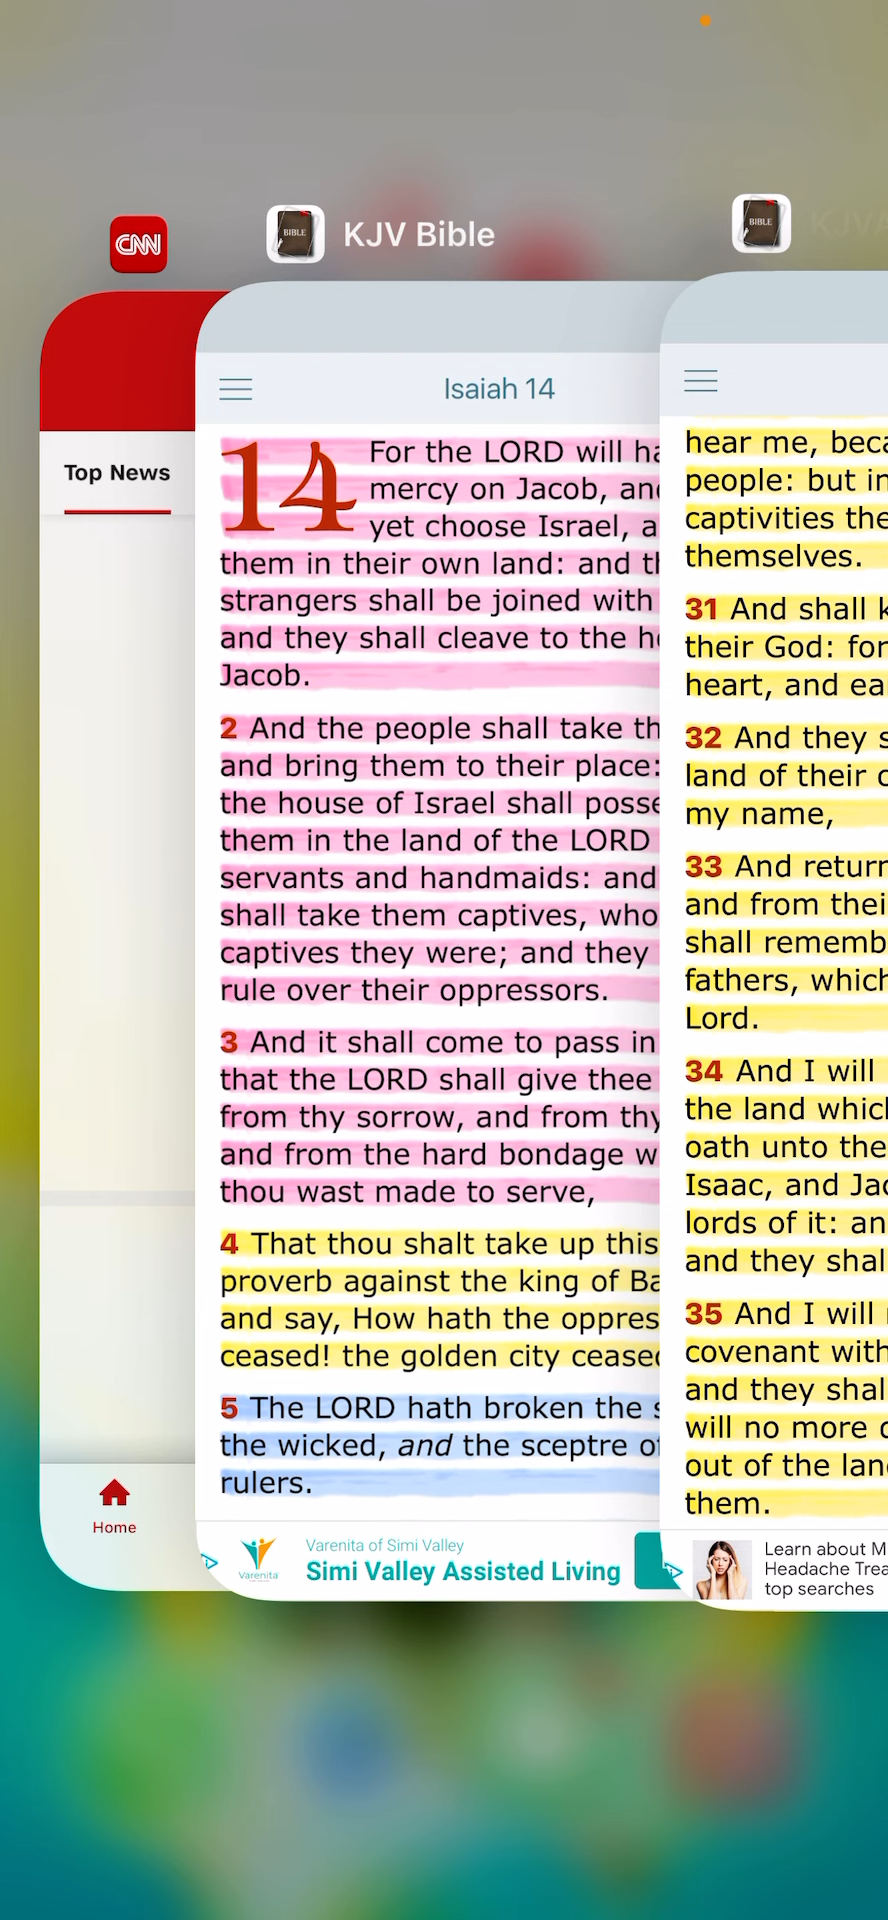 CNN
KJV Bible
BIBLE
BIBLE
KJVA
Top News
Home
Isaiah 14
14 For the LORD will ha
mercy on Jacob, an
yet choose Israel, a
them in their own land: and th
strangers shall be joined with
and they shall cleave to the h
Jacob.
2 And the people shall take th
and bring them to their place:
the house of Israel shall posse
them in the land of the LORD
servants and handmaids: and
shall take them captives, who
captives they were; and they
rule over their oppressors.
3 And it shall come to pass in
that the LORD shall give thee
from thy sorrow, and from thy
and from the hard bondage w
thou wast made to serve,
4 That thou shalt take up this
proverb against the king of Ba
and say, How hath the oppres
ceased! the golden city cease
5 The LORD hath broken the s
the wicked, and the sceptre o
rulers.
Varenita
Varenita of Simi Valley
Simi Valley Assisted Living
hear me, beca
people: but in
captivities the
themselves.
31 And shall k
their God: for
heart, and ea
32 And they s
land of their c
my name,
33 And return
and from thei
shall rememb
fathers, which
Lord.
34 And I will
the land which
oath unto the
Isaac, and Jac
lords of it: an
and they shal
35 And I will
covenant with
and they shal
will no more
out of the lan
them.
Learn about M
Headache Trea
top searches